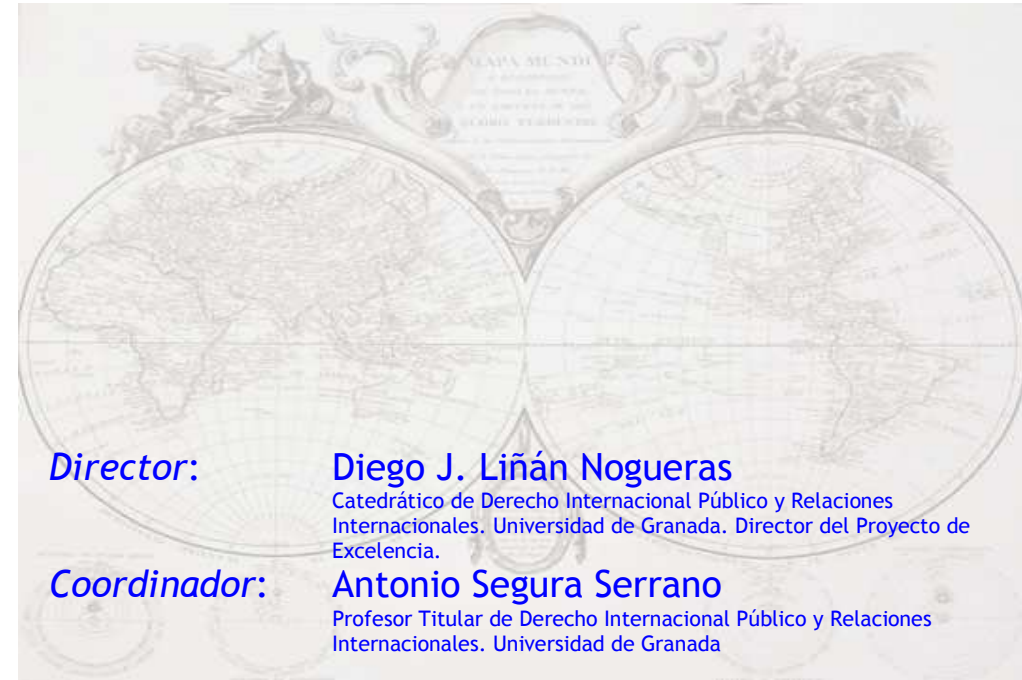 MAPA MUNDI
Director: Diego J. Liñán Nogueras
Catedrático de Derecho Internacional Público y Relaciones
Internacionales. Universidad de Granada. Director del Proyecto de
Excelencia.
Coordinador: Antonio Segura Serrano
Profesor Titular de Derecho Internacional Público y Relaciones
Internacionales. Universidad de Granada